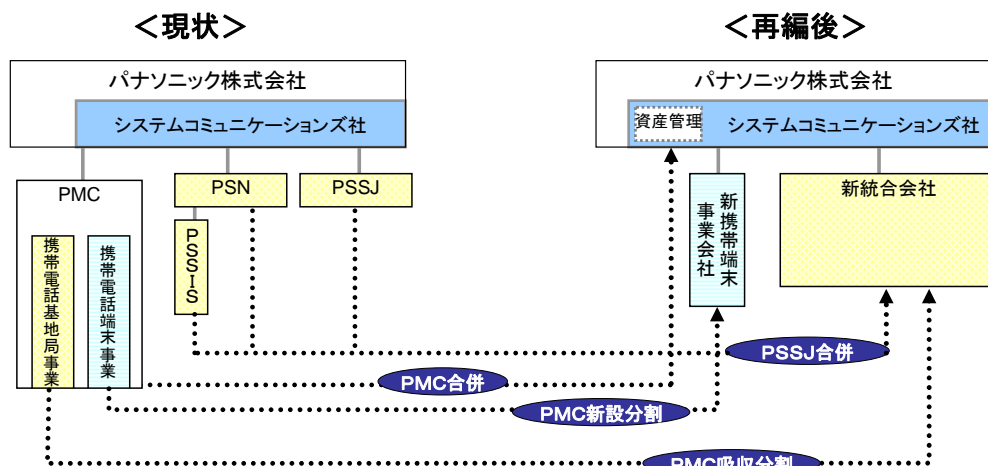 ＜現状＞
パナソニック株式会社
システムコミュニケーションズ社
PMC
PSN
PSSJ
PSSIS
携帯電話基地局事業
携帯電話端末事業
＜再編後＞
パナソニック株式会社
資産管理
システムコミュニケーションズ社
新携帯端末
事業会社
新統合会社
PSSJ合併
PMC合併
PMC新設分割
PMC吸収分割